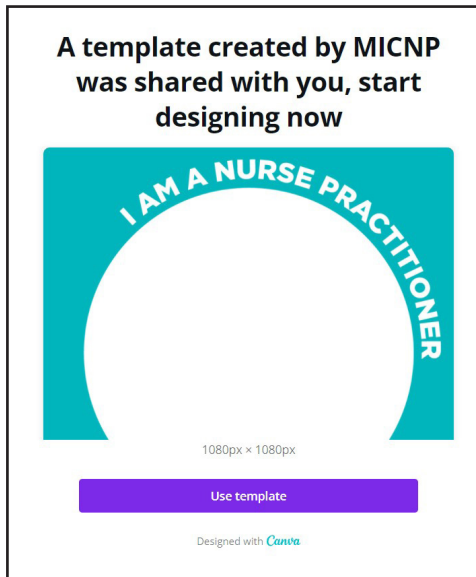 A template created by MICNP
was shared with you, start
designing now
I AM A NURSE PRACTITIONER
1080px × 1080px
Use template
Designed with Canva